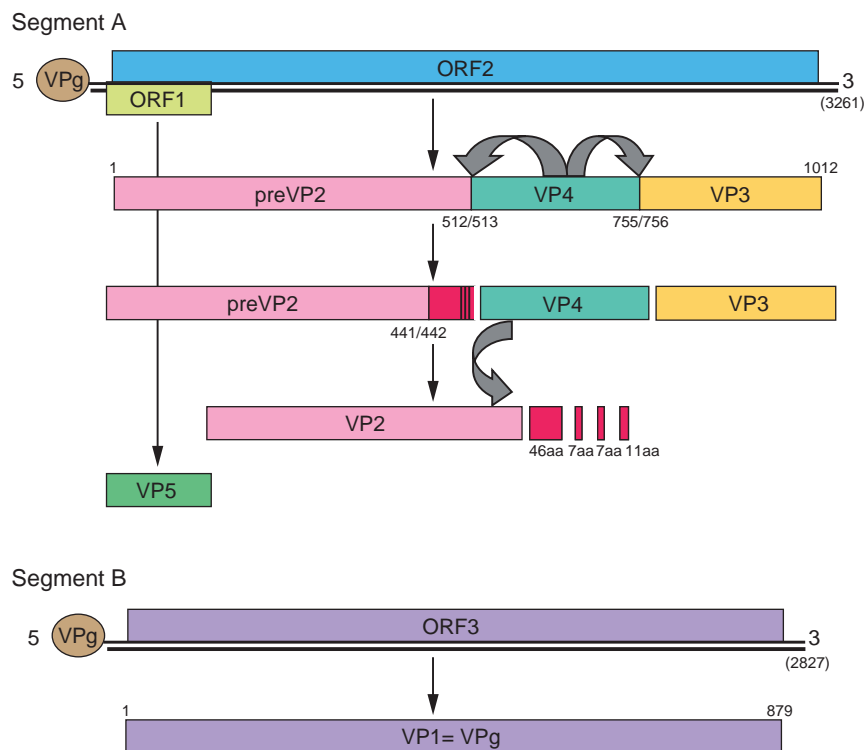 Segment A
ORF2
5 VPg 3
ORF1
(3261)
1 1012
preVP2 VP4 VP3
512/513 755/756
preVP2 VP4 VP3
441/442
VP2
46aa 7aa 7aa 11aa
VP5
Segment B
ORF3
5 VPg 3
(2827)
1 879
VP1= VPg